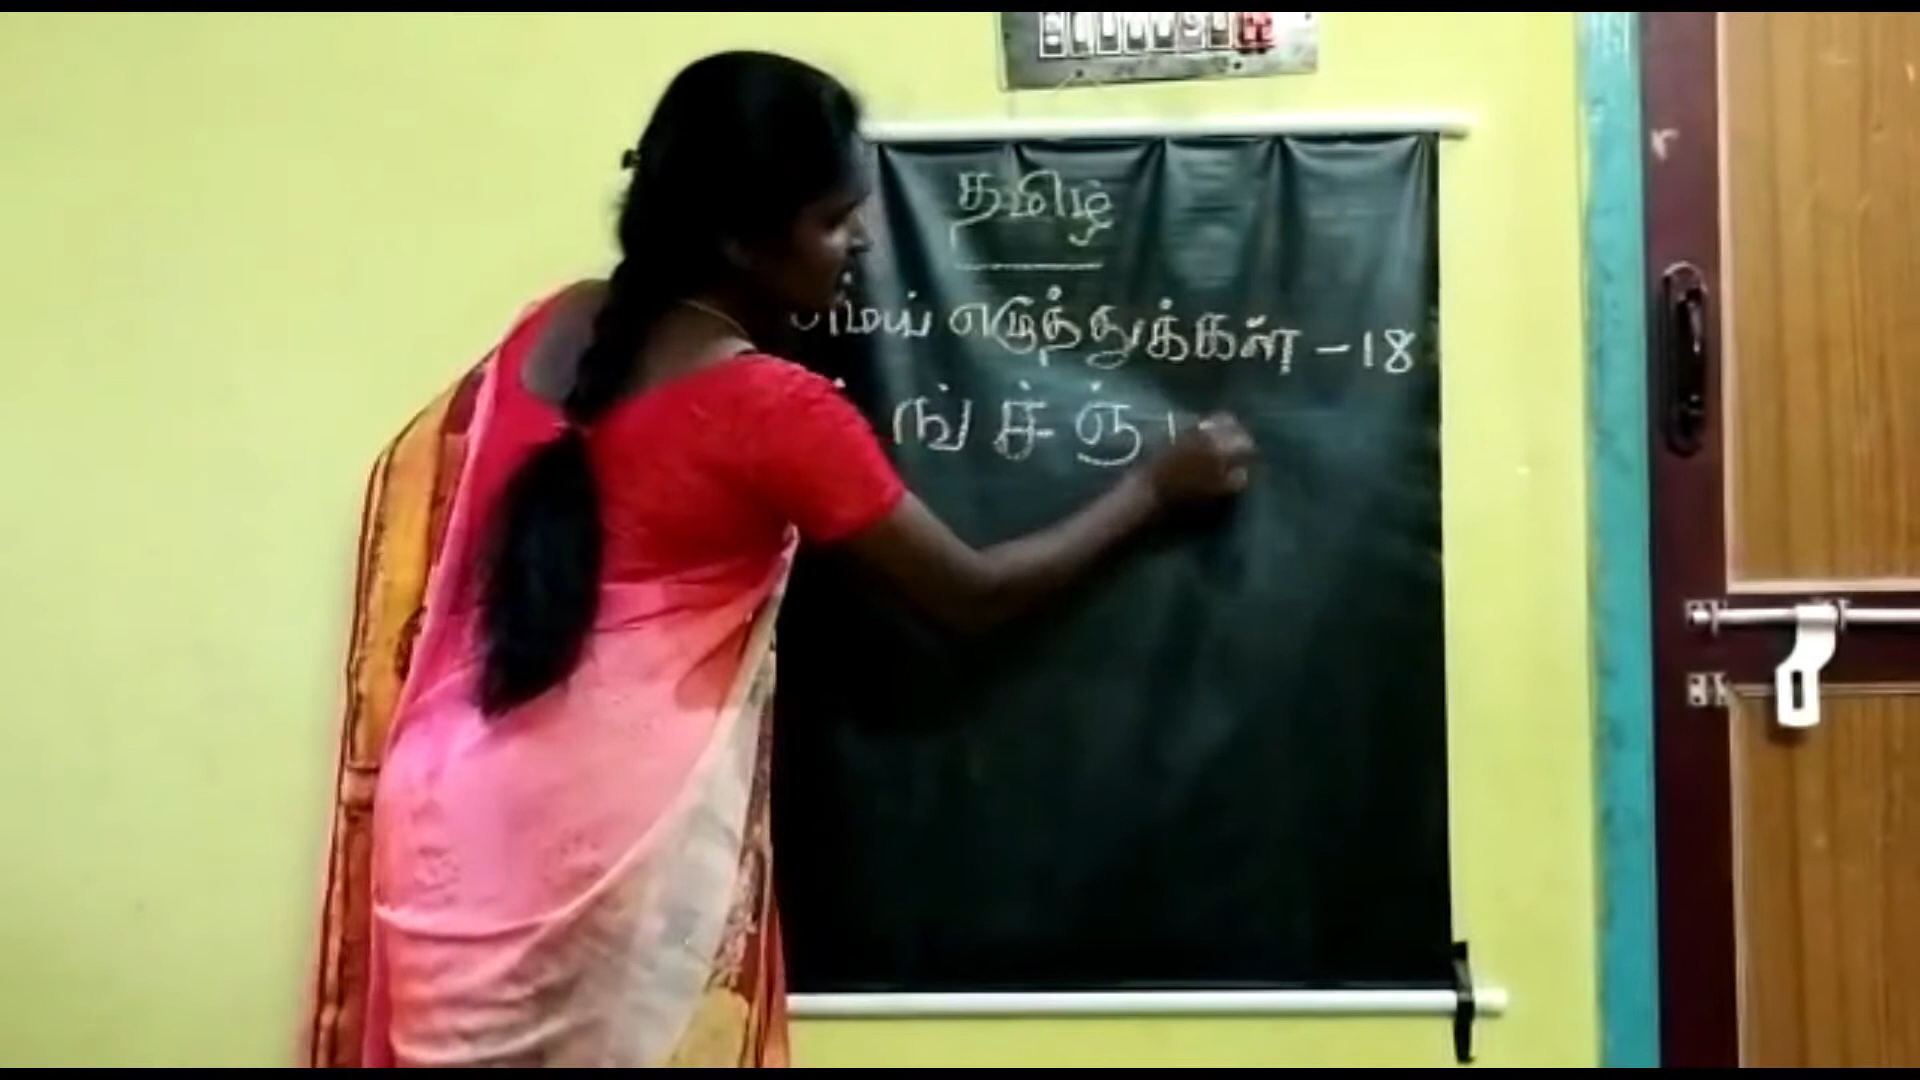 தமிழ்
மெய் எழுத்துக்கள் - 18
ங் ச் ஞ்